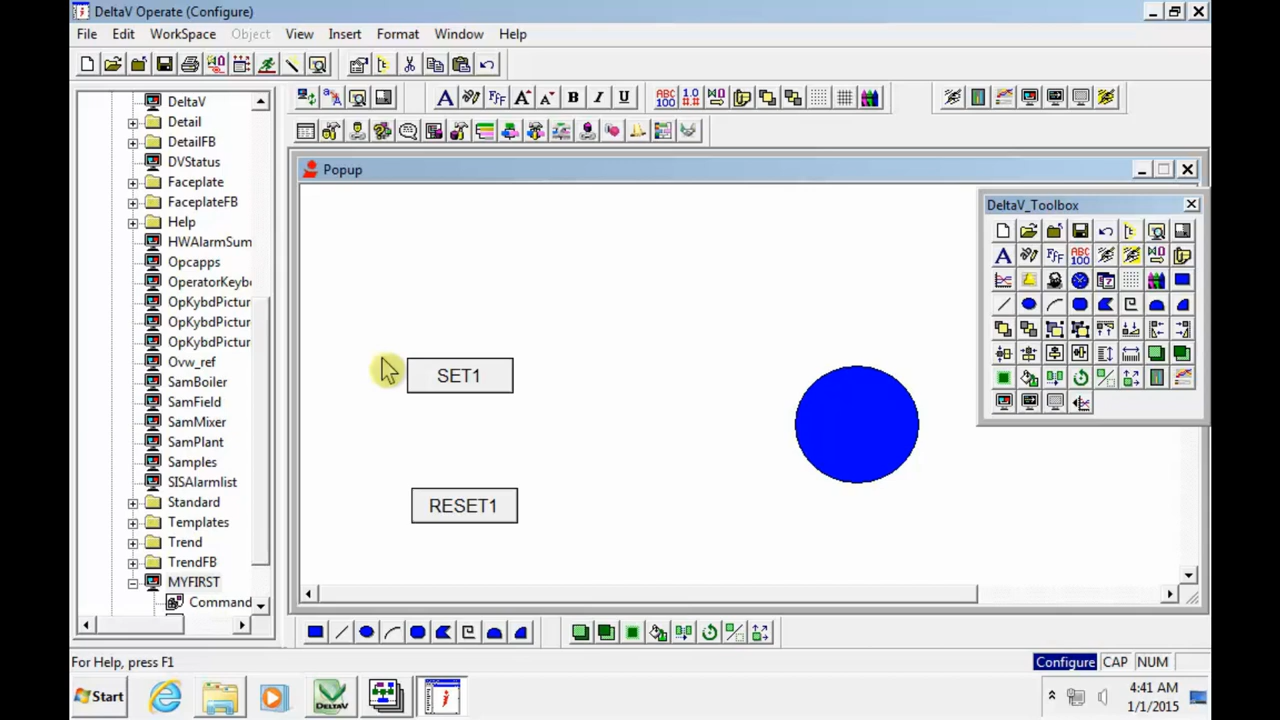 DeltaV Operate (Configure)
File Edit WorkSpace Object View Insert Format Window Help
DeltaV
Detail
DetailFB
DVStatus
Faceplate
FaceplateFB
Help
HWAlarmSum
Opcapps
OperatorKeyb
OpKybdPictur
OpKybdPictur
OpKybdPictur
Ovw_ref
SamBoiler
SamField
SamMixer
SamPlant
Samples
SISAlarmlist
Standard
Templates
Trend
TrendFB
MYFIRST
Command
Popup
SET1
RESET1
DeltaV_Toolbox
For Help, press F1
Configure CAP NUM
Start
DELTAV
4:41 AM
1/1/2015